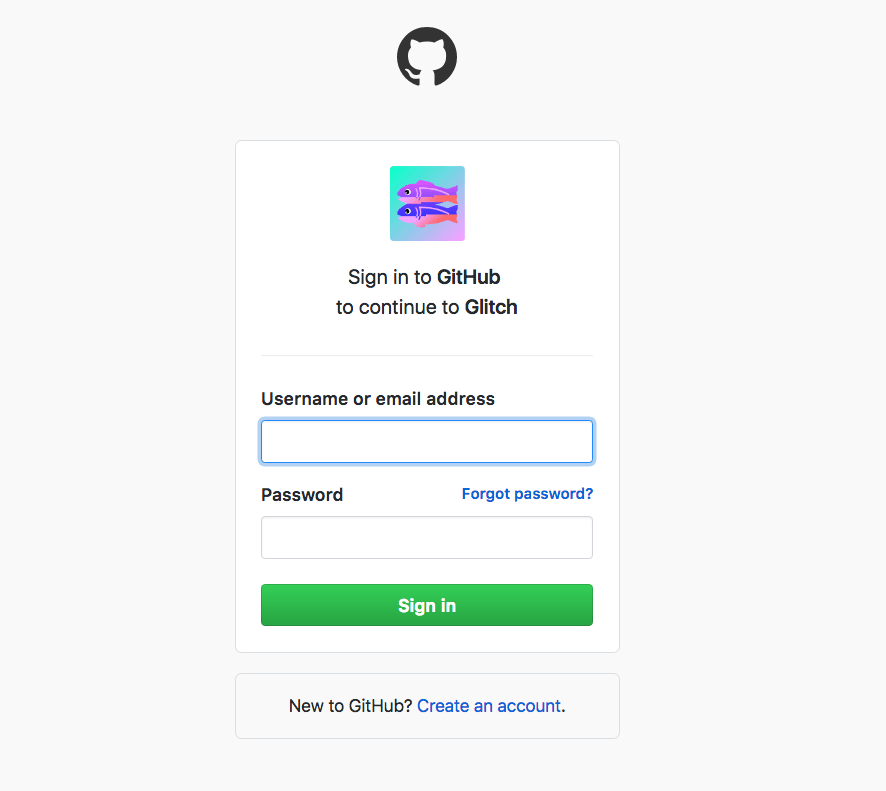 Sign in to GitHub
to continue to Glitch
Username or email address
Password Forgot password?
Sign in
New to GitHub? Create an account.